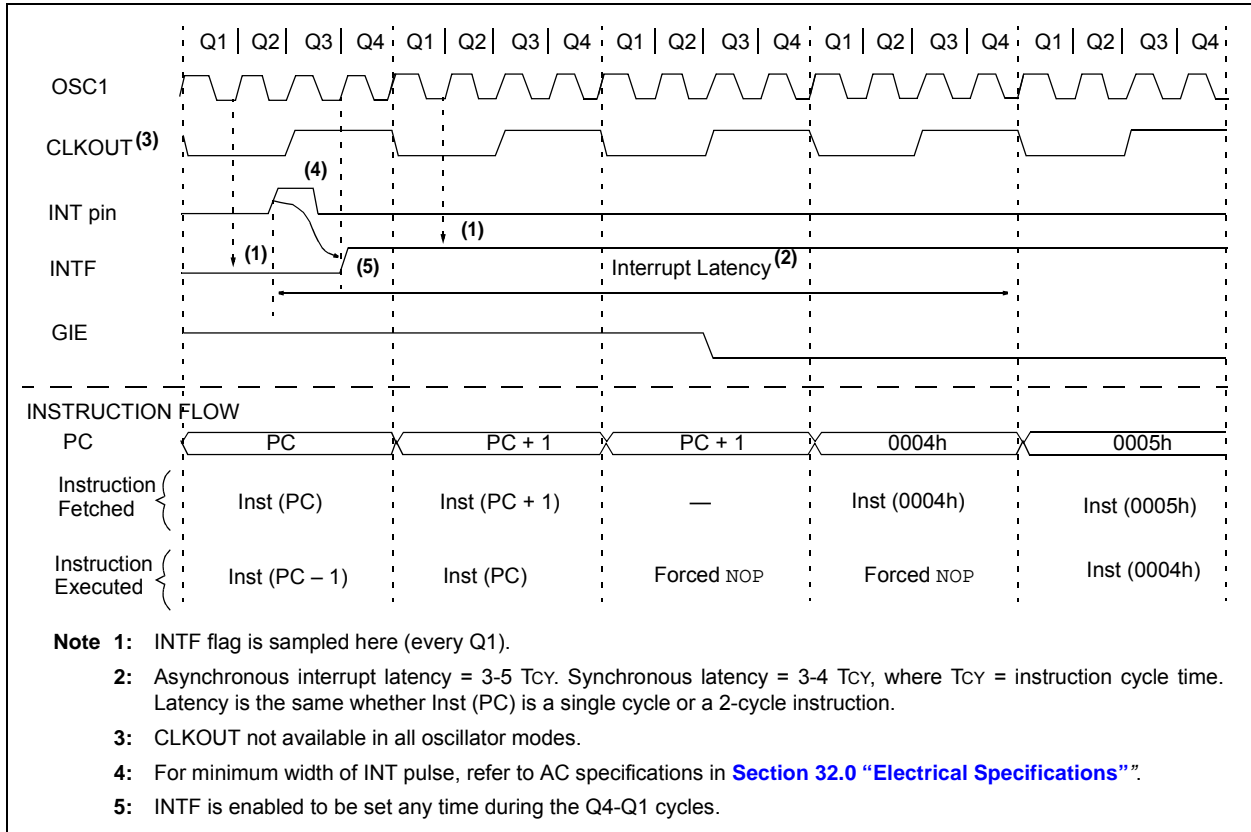 Q1 Q2 Q3 Q4 Q1 Q2 Q3 Q4 Q1 Q2 Q3 Q4 Q1 Q2 Q3 Q4 Q1 Q2 Q3 Q4
OSC1
CLKOUT (3)
(4)
INT pin
(1)
(1)
INTF
(5)
Interrupt Latency (2)
GIE
INSTRUCTION FLOW
PC PC PC + 1 PC + 1 0004h 0005h
Instruction
Fetched
Inst (PC) Inst (PC + 1) — Inst (0004h) Inst (0005h)
Instruction
Executed
Inst (PC – 1) Inst (PC) Forced NOP Forced NOP Inst (0004h)
Note 1: INTF flag is sampled here (every Q1).
2: Asynchronous interrupt latency = 3-5 TCY. Synchronous latency = 3-4 TCY, where TCY = instruction cycle time.
Latency is the same whether Inst (PC) is a single cycle or a 2-cycle instruction.
3: CLKOUT not available in all oscillator modes.
4: For minimum width of INT pulse, refer to AC specifications in Section 32.0 “Electrical Specifications””.
5: INTF is enabled to be set any time during the Q4-Q1 cycles.